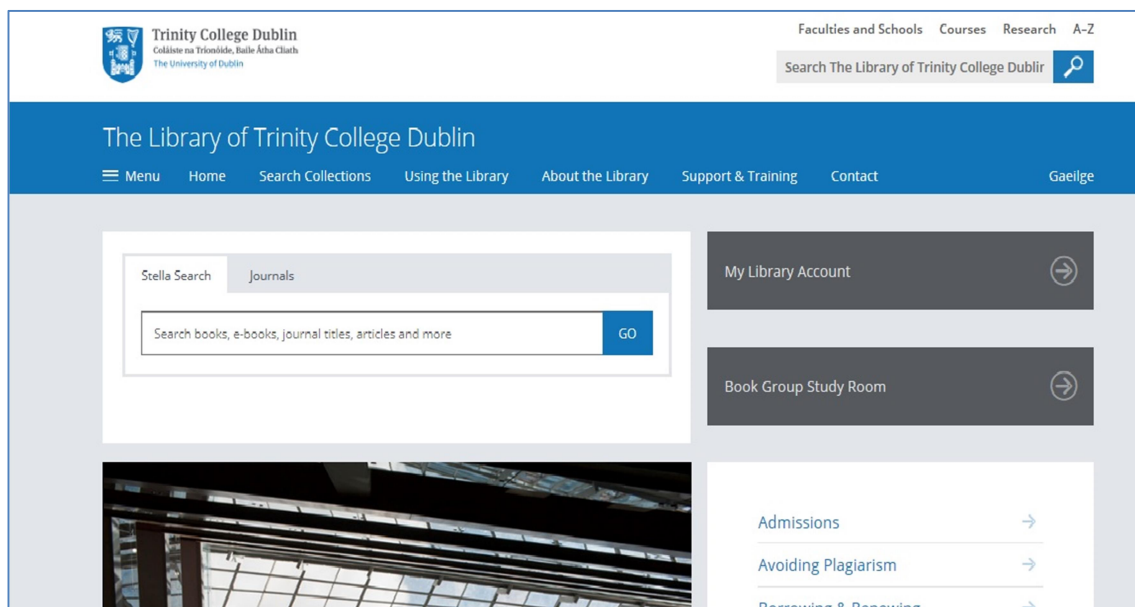 Trinity College Dublin
Coláiste na Tríonóide, Baile Átha Cliath
The University of Dublin
Faculties and Schools Courses Research A–Z
Search The Library of Trinity College Dublir
The Library of Trinity College Dublin
Menu Home Search Collections Using the Library About the Library Support & Training Contact Gaeilge
Stella Search Journals
Search books, e-books, journal titles, articles and more GO
My Library Account
Book Group Study Room
Admissions
Avoiding Plagiarism
Borrowing & Renewing